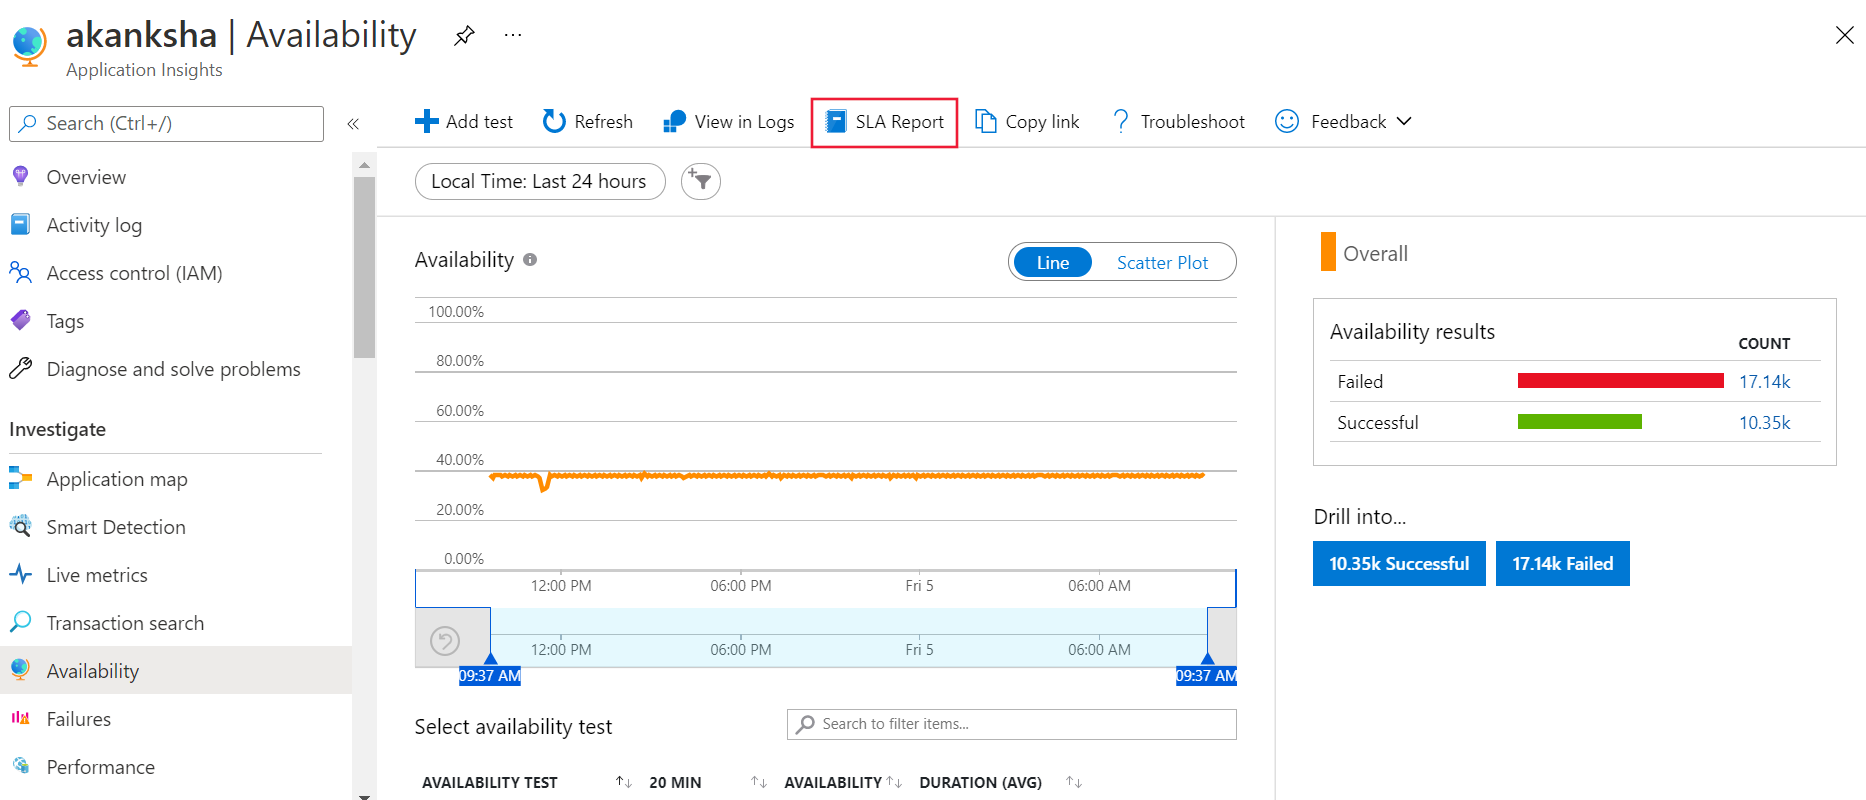 akanksha | Availability
Application Insights
Search (Ctrl+/)
Overview
Activity log
Access control (IAM)
Tags
Diagnose and solve problems
Investigate
Application map
Smart Detection
Live metrics
Transaction search
Availability
Failures
Performance
Add test Refresh View in Logs SLA Report Copy link Troubleshoot Feedback
Local Time: Last 24 hours
Availability
Line Scatter Plot
100.00%
80.00%
60.00%
40.00%
20.00%
0.00%
12:00 PM 06:00 PM Fri 5 06:00 AM
12:00 PM 06:00 PM Fri 5 06:00 AM
09:37 AM 09:37 AM
Select availability test
Search to filter items...
AVAILABILITY TEST 20 MIN AVAILABILITY DURATION (AVG)
Overall
Availability results
COUNT
Failed 17.14k
Successful 10.35k
Drill into...
10.35k Successful 17.14k Failed